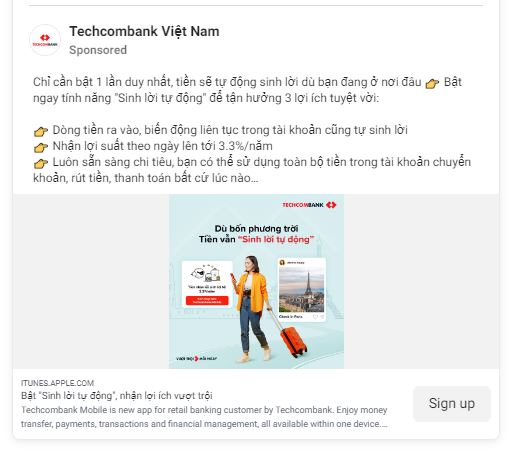 Techcombank Việt Nam
Sponsored
Chỉ cần bật 1 lần duy nhất, tiền sẽ tự động sinh lời dù bạn đang ở nơi đâu 👉 Bật
ngay tính năng "Sinh lời tự động" để tận hưởng 3 lợi ích tuyệt vời:
👉 Dòng tiền ra vào, biến động liên tục trong tài khoản cũng tự sinh lời
👉 Nhận lợi suất theo ngày lên tới 3.3%/năm
👉 Luôn sẵn sàng chi tiêu, bạn có thể sử dụng toàn bộ tiền trong tài khoản chuyển
khoản, rút tiền, thanh toán bất cứ lúc nào...
TECHCOMBANK
Dù bốn phương trời
Tiền vẫn "Sinh lời tự động"
3.3%/năm
Check in Paris
VƯỢT TRỘI MỖI NGÀY
ITUNES.APPLE.COM
Bật "Sinh lời tự động", nhận lợi ích vượt trội
Techcombank Mobile is new app for retail banking customer by Techcombank. Enjoy money
transfer, payments, transactions and financial management, all available within one device....
Sign up